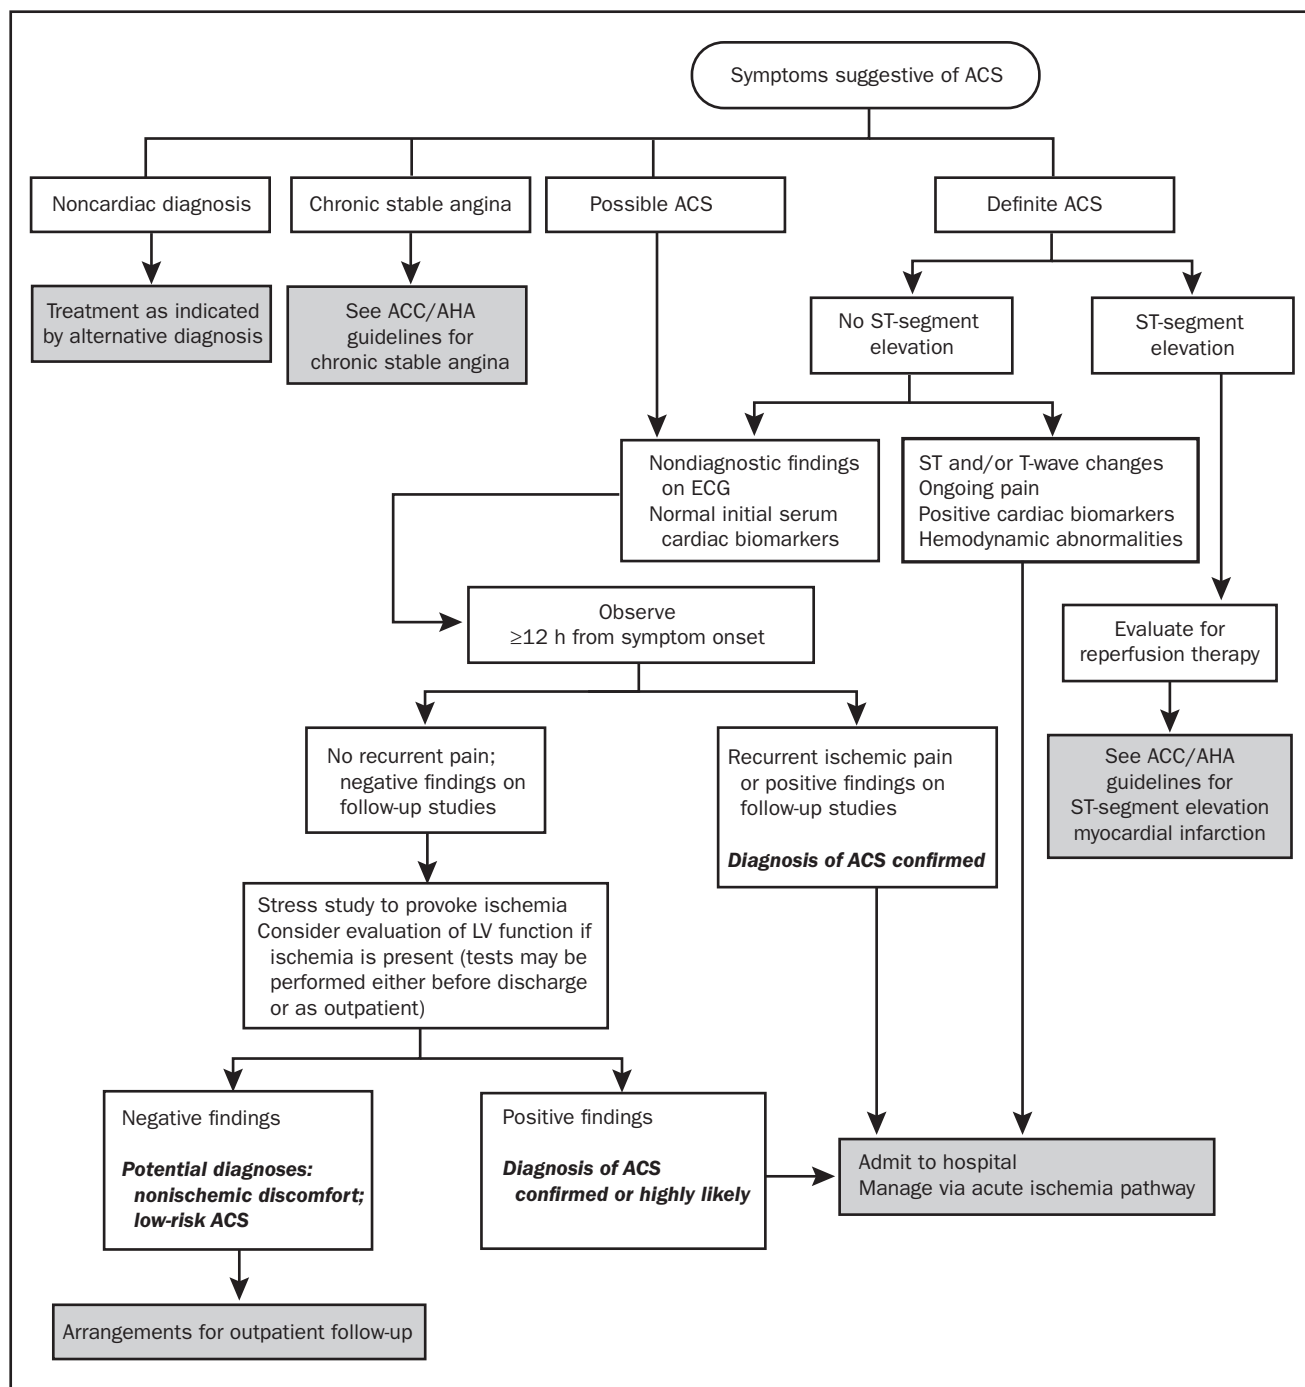 Symptoms suggestive of ACS
Noncardiac diagnosis
Chronic stable angina
Possible ACS
Definite ACS
Treatment as indicated
by alternative diagnosis
See ACC/AHA
guidelines for
chronic stable angina
No ST-segment
elevation
ST-segment
elevation
Nondiagnostic findings
on ECG
Normal initial serum
cardiac biomarkers
ST and/or T-wave changes
Ongoing pain
Positive cardiac biomarkers
Hemodynamic abnormalities
Observe
≥12 h from symptom onset
Evaluate for
reperfusion therapy
No recurrent pain;
negative findings on
follow-up studies
Recurrent ischemic pain
or positive findings on
follow-up studies
Diagnosis of ACS confirmed
See ACC/AHA
guidelines for
ST-segment elevation
myocardial infarction
Stress study to provoke ischemia
Consider evaluation of LV function if
ischemia is present (tests may be
performed either before discharge
or as outpatient)
Negative findings
Potential diagnoses:
nonischemic discomfort;
low-risk ACS
Positive findings
Diagnosis of ACS
confirmed or highly likely
Admit to hospital
Manage via acute ischemia pathway
Arrangements for outpatient follow-up